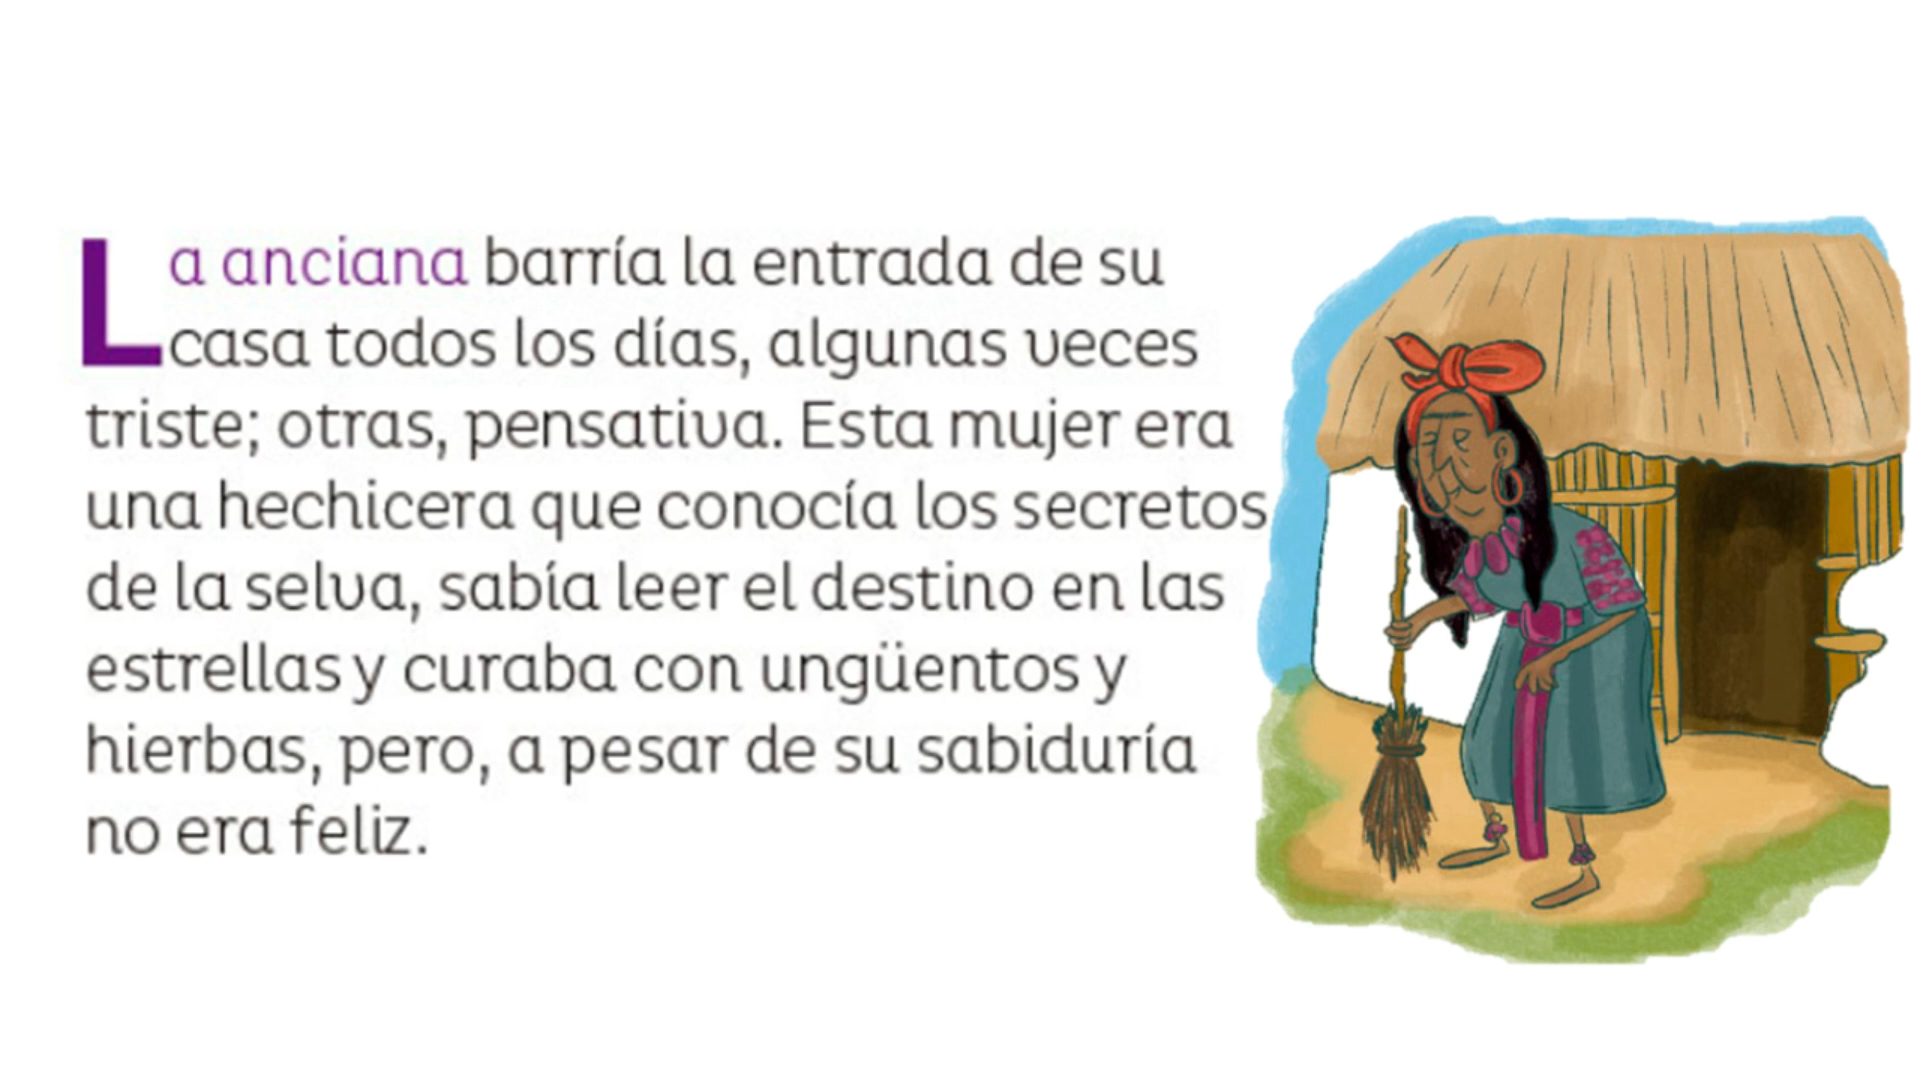 La anciana barría la entrada de su
casa todos los días, algunas veces
triste; otras, pensativa. Esta mujer era
una hechicera que conocía los secretos
de la selva, sabía leer el destino en las
estrellas y curaba con ungüentos y
hierbas, pero, a pesar de su sabiduría
no era feliz.